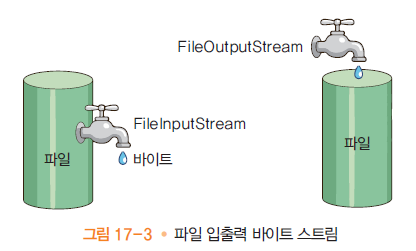 FileOutputStream
FileInputStream
파일
바이트
파일
그림 17-3 • 파일 입출력 바이트 스트림